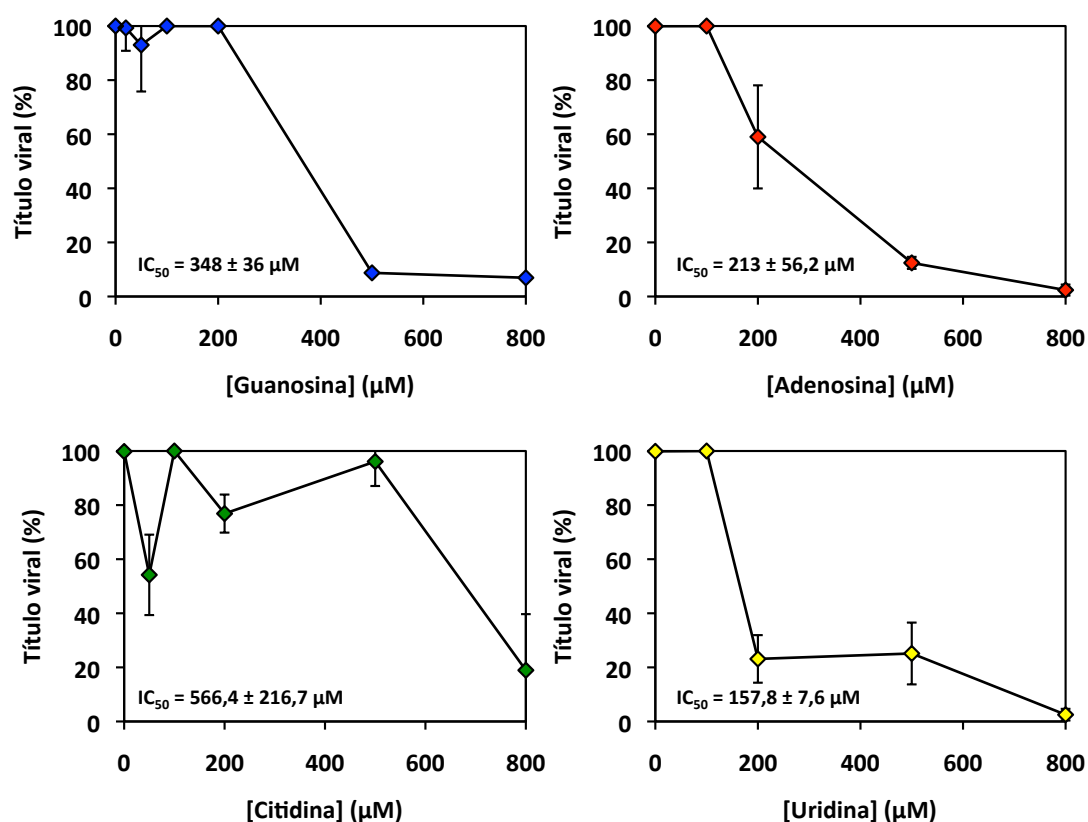 Título viral (%)
100
80
60
40
20
0
IC50 = 348 ± 36 µM
0 200 400 600 800
[Guanosina] (µM)
Título viral (%)
100
80
60
40
20
0
IC50 = 213 ± 56,2 µM
0 200 400 600 800
[Adenosina] (µM)
Título viral (%)
100
80
60
40
20
0
IC50 = 566,4 ± 216,7 µM
0 200 400 600 800
[Citidina] (µM)
Título viral (%)
100
80
60
40
20
0
IC50 = 157,8 ± 7,6 µM
0 200 400 600 800
[Uridina] (µM)